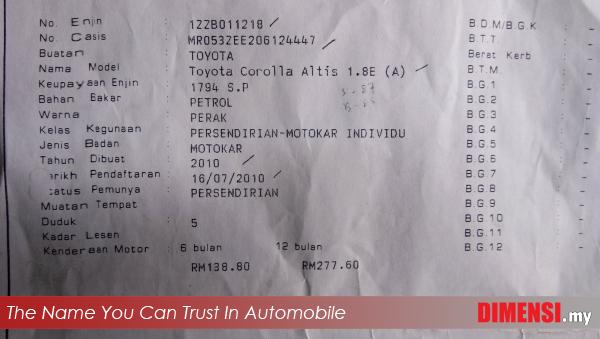 No. Enjin : 1ZZB011218
No. Casis : MR053ZEE206124447
Buatan : TOYOTA
Nama Model : Toyota Corolla Altis 1.8E (A)
Keupayaan Enjin : 1794 S.P
Bahan Bakar : PETROL
Warna : PERAK
Kelas Kegunaan : PERSENDIRIAN-MOTOKAR INDIVIDU
Jenis Badan : MOTOKAR
Tahun Dibuat : 2010
Tarikh Pendaftaran : 16/07/2010
Status Pemunya : PERSENDIRIAN
Muatan Tempat
Duduk : 5
Kadar Lesen
Kenderaan Motor : 6 bulan 12 bulan
RM138.80 RM277.60
B.D.M/B.G.K : -
B.T.T. : -
Berat Kerb : -
B.T.M. : -
B.G.1 : -
B.G.2 : -
B.G.3 : -
B.G.4 : -
B.G.5 : -
B.G.6 : -
B.G.7 : -
B.G.8 : -
B.G.9 : -
B.G.10 : -
B.G.11 : -
B.G.12 : -
The Name You Can Trust In Automobile
DIMENSI.my